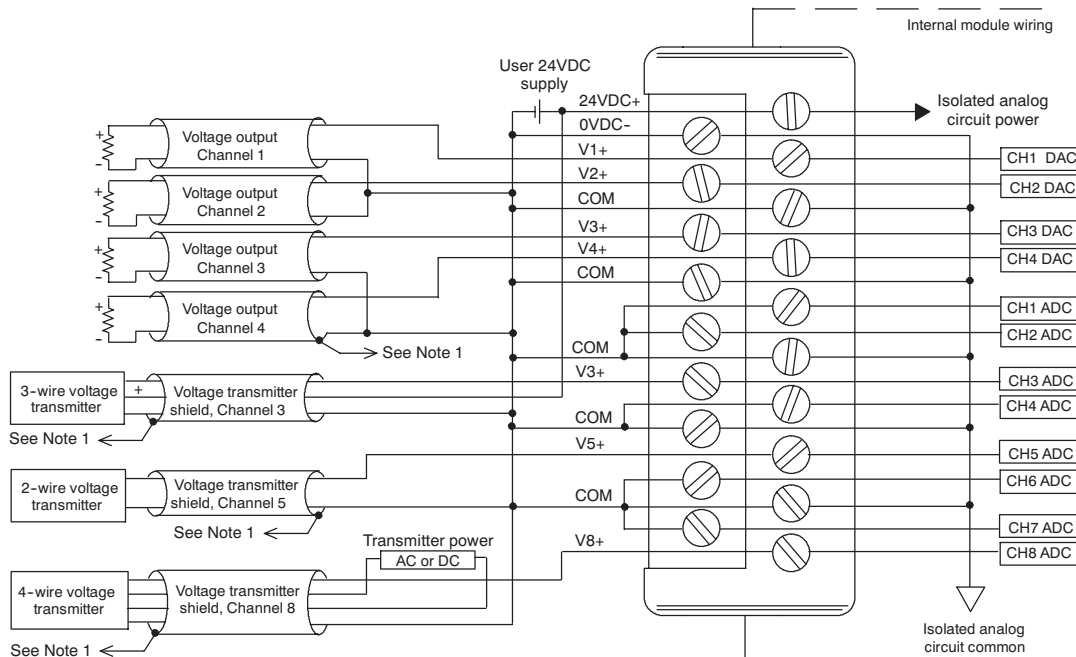 Internal module wiring
User 24VDC
supply
24VDC+
0VDC-
Isolated analog
circuit power
+
-
Voltage output
Channel 1
V1+
CH1 DAC
+
-
Voltage output
Channel 2
V2+
CH2 DAC
COM
+
-
Voltage output
Channel 3
V3+
CH3 DAC
V4+
CH4 DAC
COM
+
-
Voltage output
Channel 4
See Note 1
CH1 ADC
CH2 ADC
COM
3-wire voltage
transmitter
+
Voltage transmitter
shield, Channel 3
See Note 1
V3+
CH3 ADC
CH4 ADC
COM
2-wire voltage
transmitter
Voltage transmitter
shield, Channel 5
See Note 1
V5+
CH5 ADC
CH6 ADC
COM
CH7 ADC
Transmitter power
AC or DC
V8+
CH8 ADC
4-wire voltage
transmitter
Voltage transmitter
shield, Channel 8
See Note 1
Isolated analog
circuit common